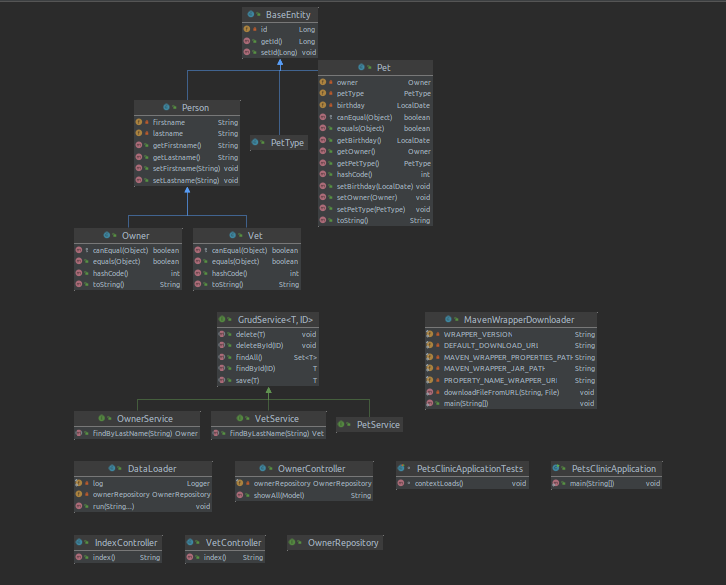 BaseEntity
id Long
getId() Long
setId(Long) void
Pet
owner Owner
petType PetType
birthday LocalDate
canEqual(Object) boolean
equals(Object) boolean
getBirthday() LocalDate
getOwner() Owner
getPetType() PetType
hashCode() int
setBirthday(LocalDate) void
setOwner(Owner) void
setPetType(PetType) void
toString() String
Person
firstname String
lastname String
getFirstname() String
getLastname() String
setFirstname(String) void
setLastname(String) void
PetType
Owner
canEqual(Object) boolean
equals(Object) boolean
hashCode() int
toString() String
Vet
canEqual(Object) boolean
equals(Object) boolean
hashCode() int
toString() String
GrudService<T, ID>
delete(T) void
deleteById(ID) void
findAll() Set<T>
findById(ID) T
save(T) T
MavenWrapperDownloader
WRAPPER_VERSION String
DEFAULT_DOWNLOAD_URL String
MAVEN_WRAPPER_PROPERTIES_PATH String
MAVEN_WRAPPER_JAR_PATH String
PROPERTY_NAME_WRAPPER_URL String
downloadFileFromURL(String, File) void
main(String[]) void
OwnerService
findByLastName(String) Owner
VetService
findByLastName(String) Vet
PetService
DataLoader
log Logger
ownerRepository OwnerRepository
run(String...) void
OwnerController
ownerRepository OwnerRepository
showAll(Model) String
PetsClinicApplicationTests
contextLoads() void
PetsClinicApplication
main(String[]) void
IndexController
index() String
VetController
index() String
OwnerRepository